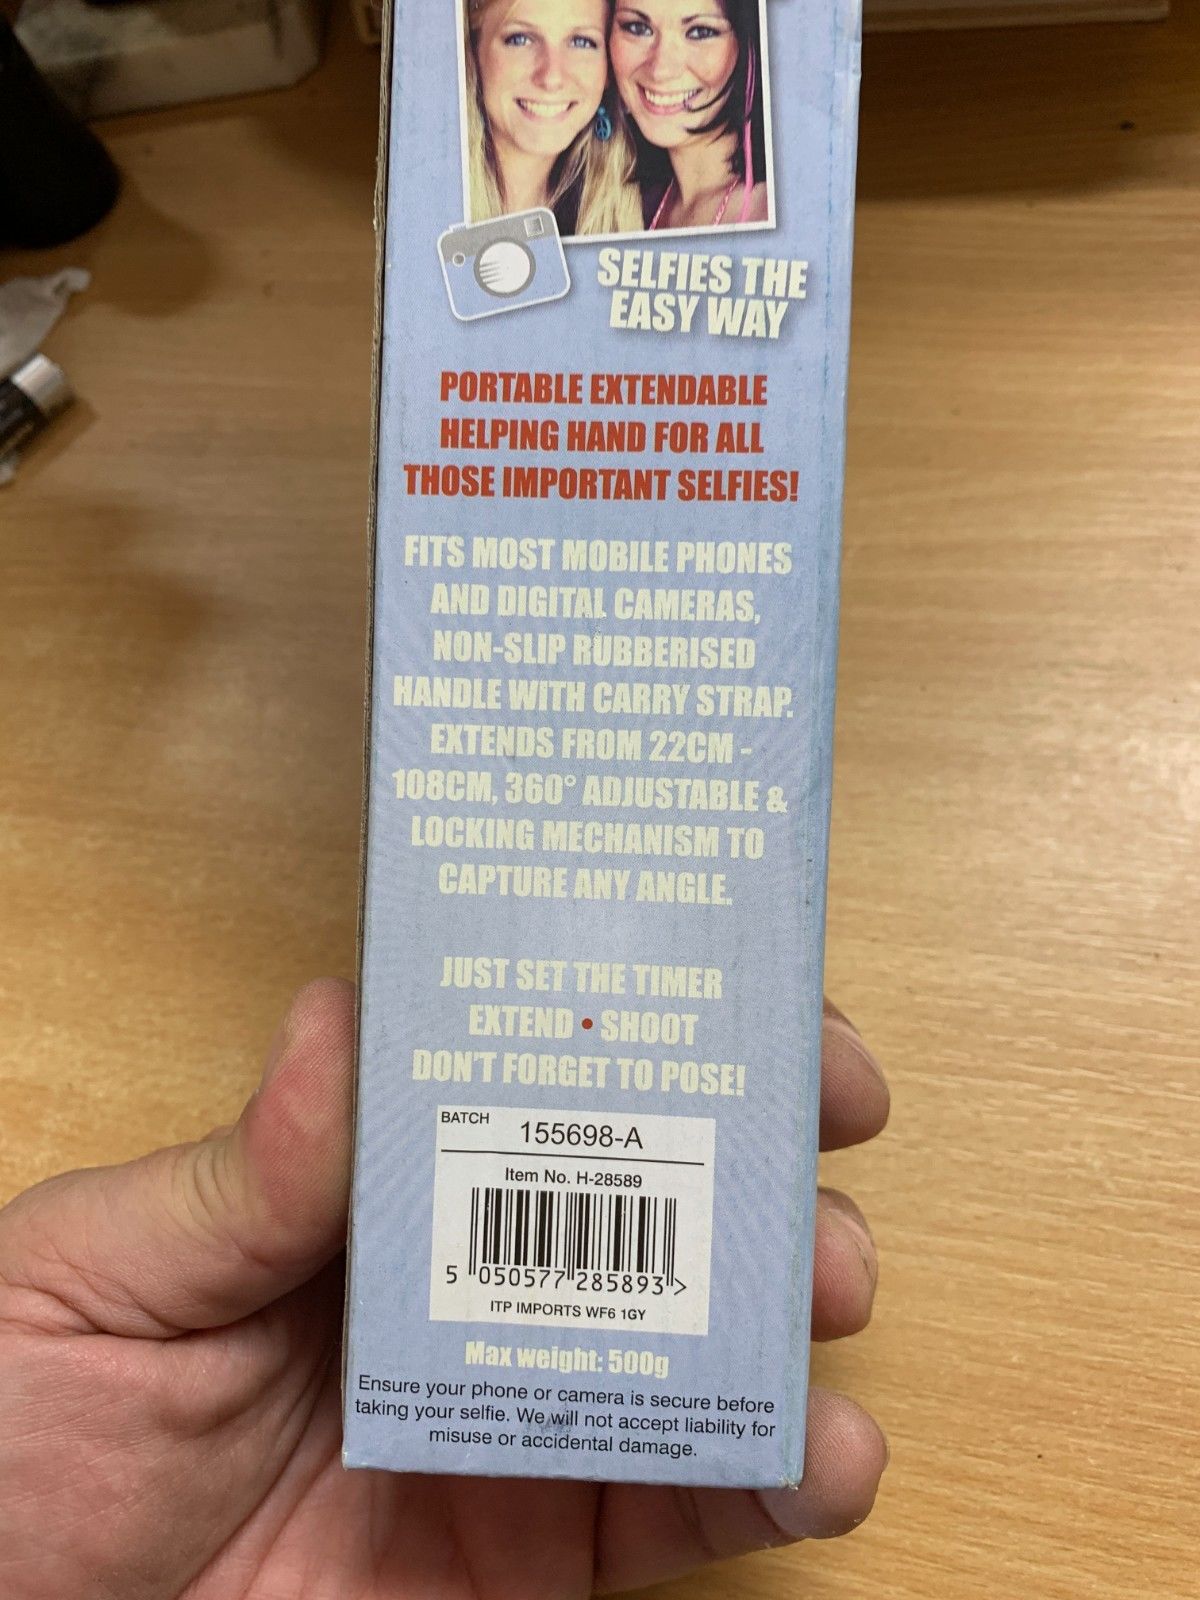 SELFIES THE
EASY WAY
PORTABLE EXTENDABLE
HELPING HAND FOR ALL
THOSE IMPORTANT SELFIES!
FITS MOST MOBILE PHONES
AND DIGITAL CAMERAS,
NON-SLIP RUBBERISED
HANDLE WITH CARRY STRAP.
EXTENDS FROM 22CM -
108CM, 360° ADJUSTABLE &
LOCKING MECHANISM TO
CAPTURE ANY ANGLE.
JUST SET THE TIMER
EXTEND • SHOOT
DON'T FORGET TO POSE!
BATCH 155698-A
Item No. H-28589
5 050577 285893 >
ITP IMPORTS WF6 1GY
Max weight: 500g
Ensure your phone or camera is secure before
taking your selfie. We will not accept liability for
misuse or accidental damage.